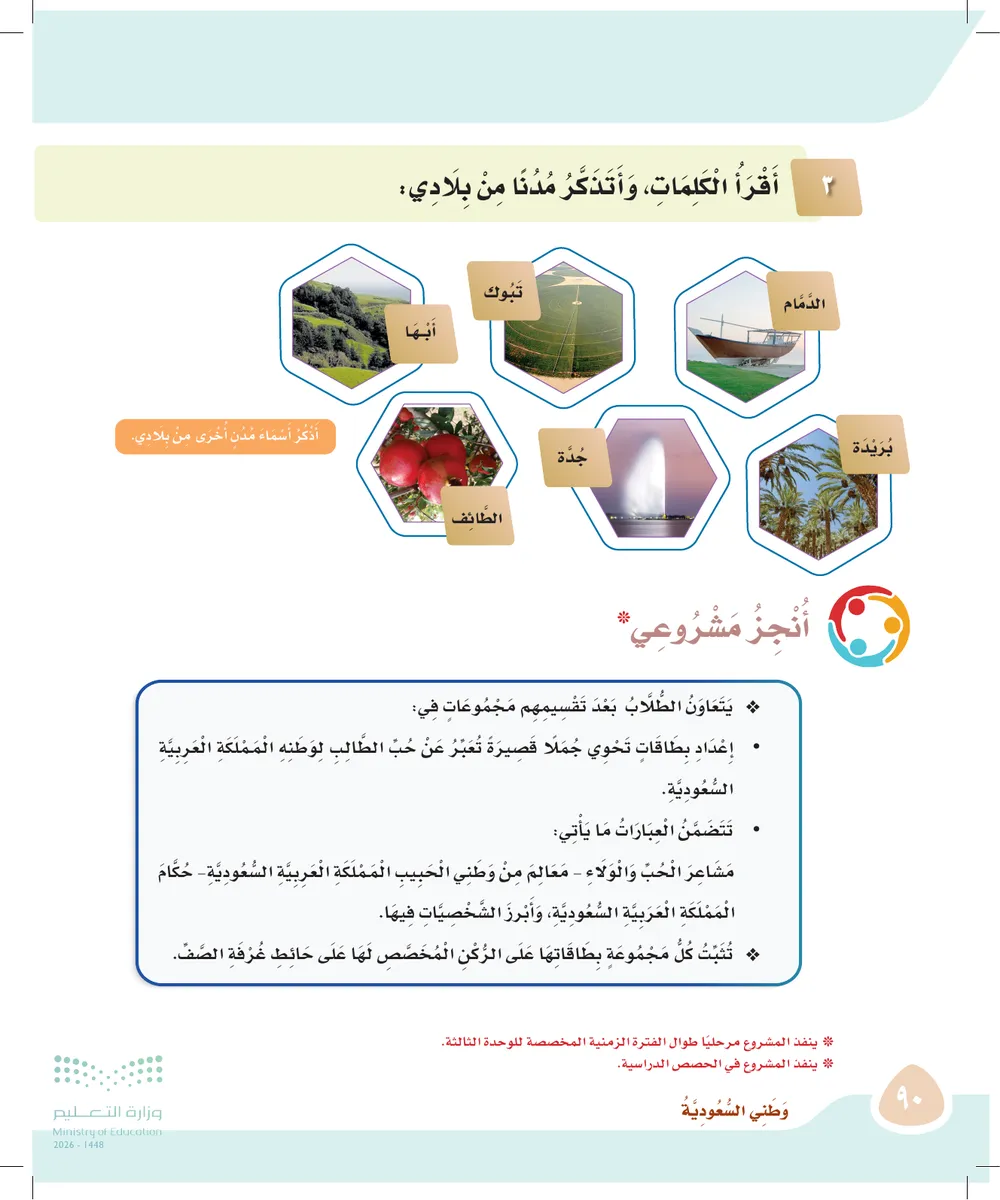 ٣
أَقْرَأُ الْكَلِمَاتِ، وَأَتَذَكَّرُ مُدُنًا مِنْ بِلَادِي:
الدَّمَّام
تَبُوك
أَبْهَا
بُرَيْدَة
جُدَّة
الطَّائِف
أَذْكُرُ أَسْمَاءَ مُدُنٍ أُخْرَى مِنْ بِلَادِي.
أُنْجِزُ مَشْرُوعِي*
❖ يَتَعَاوَنُ الطُّلَّابُ بَعْدَ تَقْسِيمِهِم مَجْمُوعَاتٍ فِي:
• إِعْدَادِ بِطَاقَاتٍ تَحْوِي جُمَلًا قَصِيرَةً تُعَبِّرُ عَنْ حُبِّ الطَّالِبِ لِوَطَنِهِ الْمَمْلَكَةِ الْعَرَبِيَّةِ
السُّعُودِيَّةِ.
• تَتَضَمَّنُ الْعِبَارَاتُ مَا يَأْتِي:
مَشَاعِرَ الْحُبِّ وَالْوَلَاءِ - مَعَالِمَ مِنْ وَطَنِي الْحَبِيبِ الْمَمْلَكَةِ الْعَرَبِيَّةِ السُّعُودِيَّةِ- حُكَّامَ
الْمَمْلَكَةِ الْعَرَبِيَّةِ السُّعُودِيَّةِ، وَأَبْرزَ الشَّخْصِيَّاتِ فِيهَا.
❖ تُثَبِّتُ كُلُّ مَجْمُوعَةٍ بِطَاقَاتِهَا عَلَى الرُّكْنِ الْمُخَصَّصِ لَهَا عَلَى حَائِطِ غُرْفَةِ الصَّفِّ.
* ينفذ المشروع مرحليًا طوال الفترة الزمنية المخصصة للوحدة الثالثة.
* ينفذ المشروع في الحصص الدراسية.
٩٠
وَطَنِي السُّعُودِيَّةُ
وزارة التعليم
Ministry of Education
2026 - 1448